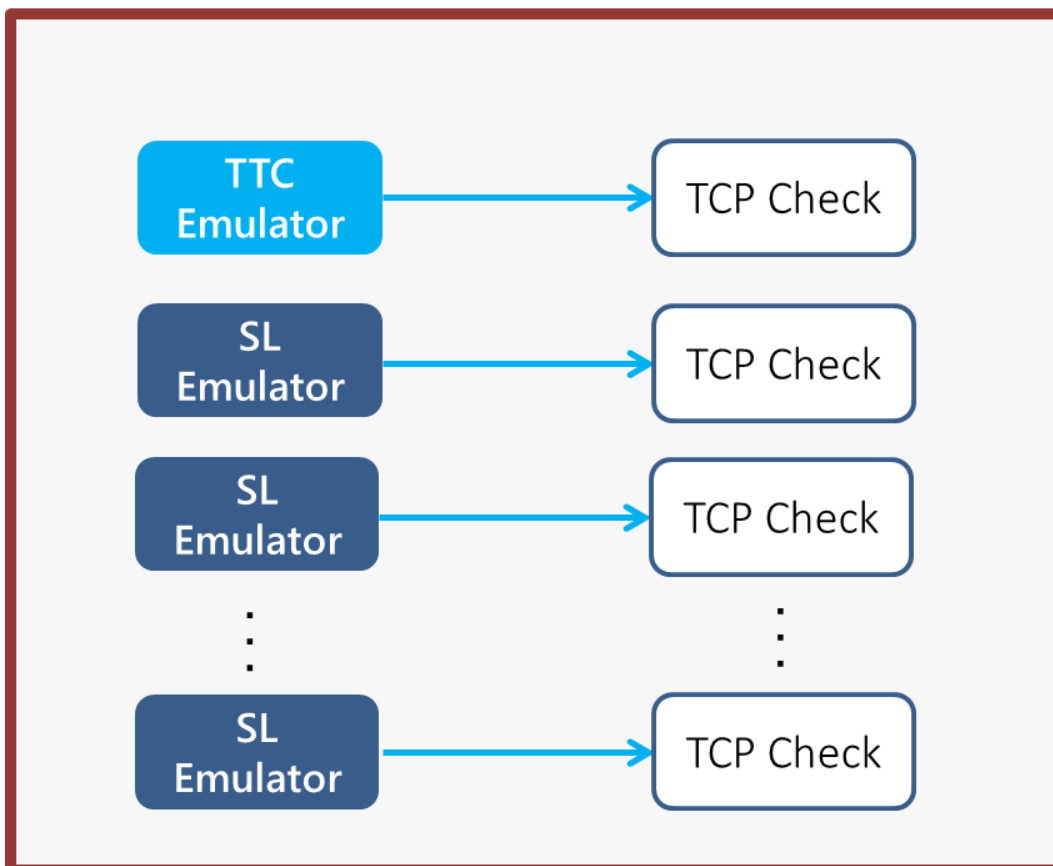 TTC
Emulator
TCP Check
SL
Emulator
TCP Check
SL
Emulator
TCP Check
SL
Emulator
TCP Check